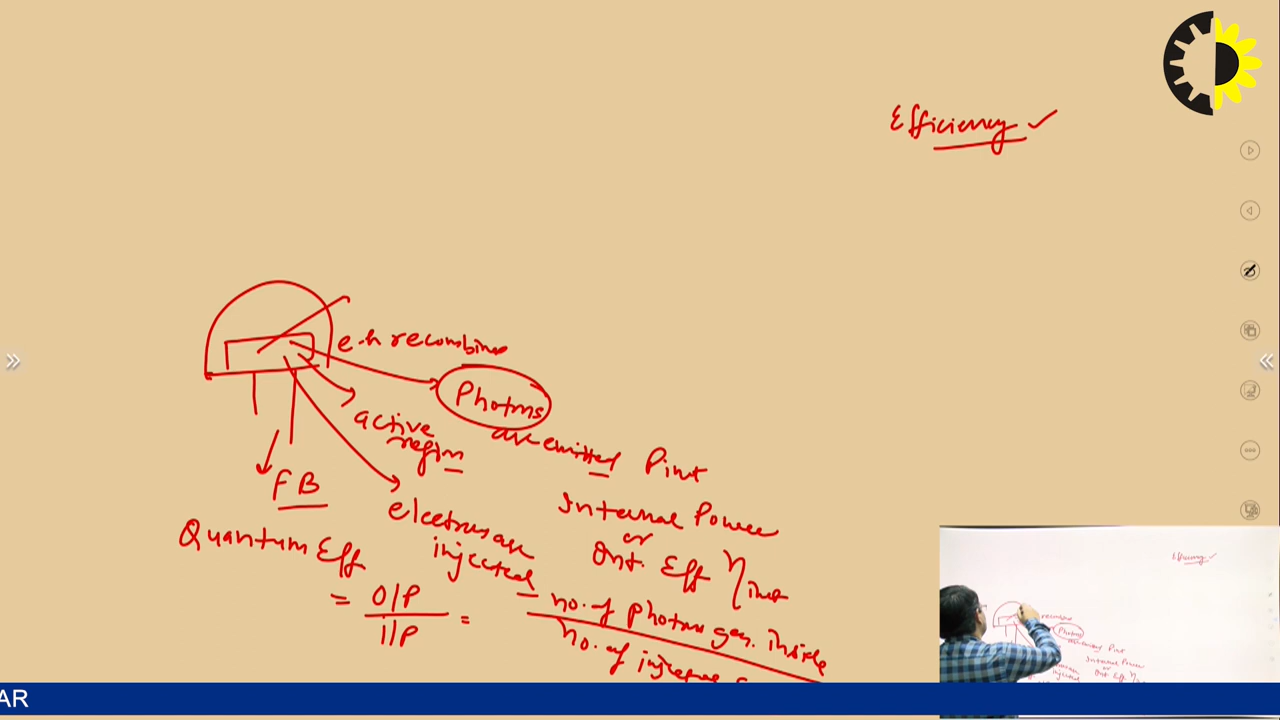 Efficiency ✓
e-h recombine
Photons
are emitted
Pint
active
region
FB
electrons are
injected
Internal Power
or
Int. Eff ηint
Quantum Eff
= O/P / i/P = no. of photons gen. inside
no. of injected
AR